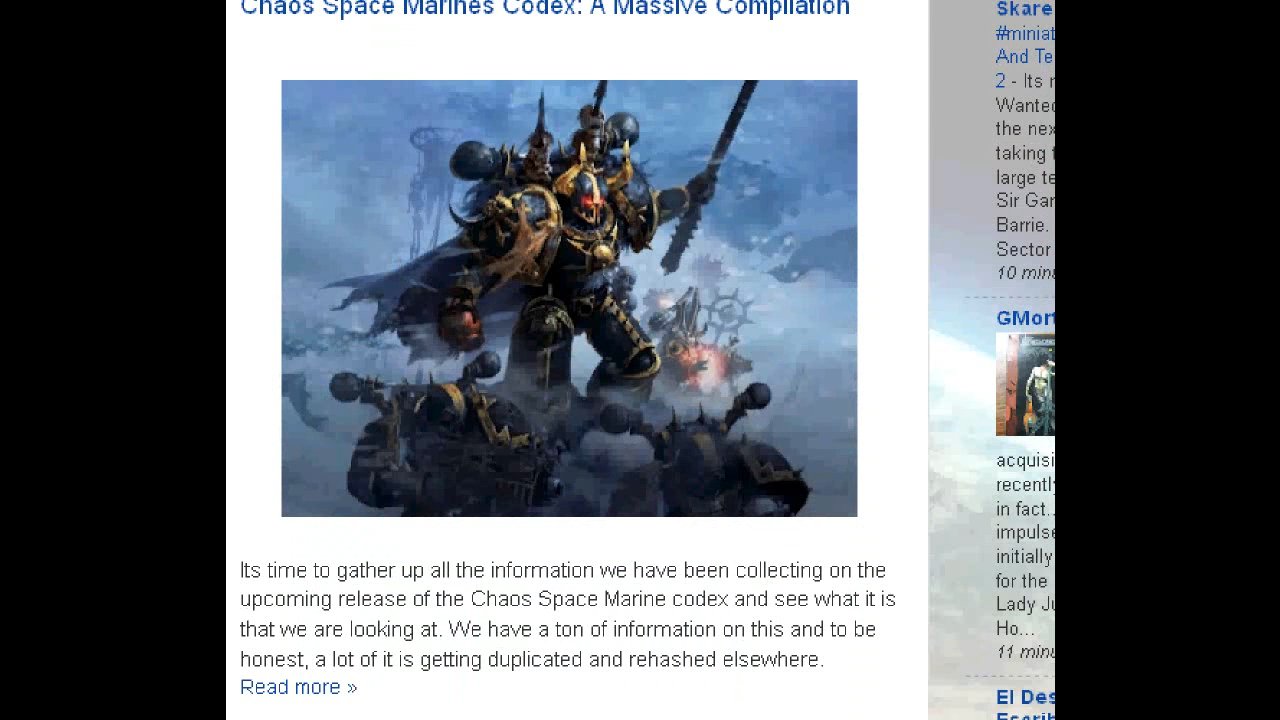 Chaos Space Marines Codex: A Massive Compilation
Its time to gather up all the information we have been collecting on the
upcoming release of the Chaos Space Marine codex and see what it is
that we are looking at. We have a ton of information on this and to be
honest, a lot of it is getting duplicated and rehashed elsewhere.
Read more »
Skare
#miniat
And Te
2 - Its
Wanted
the nex
taking
large te
Sir Gar
Barrie.
Sector
10 minu
GMort
acquisi
recently
in fact..
impulse
initially
for the
Lady Ju
Ho...
11 minu
El Des
Escrib